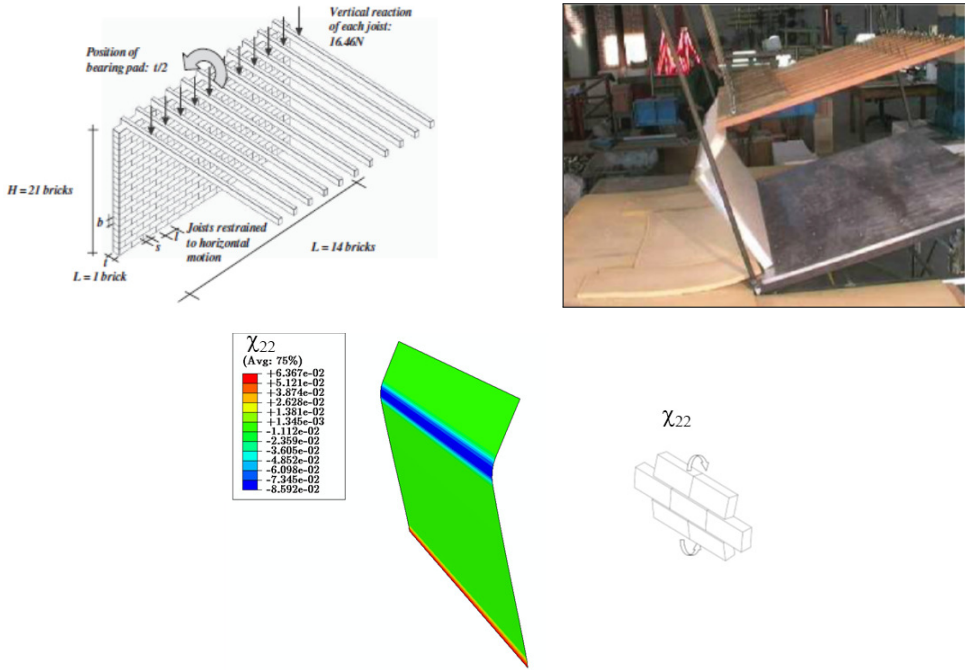 Vertical reaction
of each joist:
16.46N
Position of
bearing pad: t/2
H = 21 bricks
b
s
l
t
Joists restrained
to horizontal
motion
L = 14 bricks
L = 1 brick
χ22
(Avg: 75%)
+6.367e-02
+5.121e-02
+3.874e-02
+2.628e-02
+1.381e-02
+1.345e-03
-1.112e-02
-2.359e-02
-3.605e-02
-4.852e-02
-6.098e-02
-7.345e-02
-8.592e-02
χ22